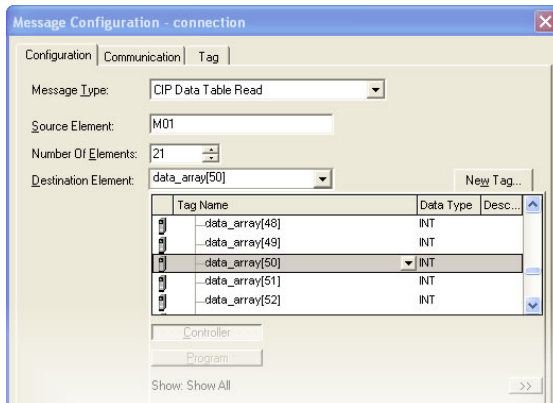 Message Configuration - connection
Configuration Communication Tag
Message Type: CIP Data Table Read
Source Element: M01
Number Of Elements: 21
Destination Element: data_array[50] New Tag...
Tag Name Data Type Desc...
data_array[48] INT
data_array[49] INT
data_array[50] INT
data_array[51] INT
data_array[52] INT
Controller
Program
Show: Show All >>